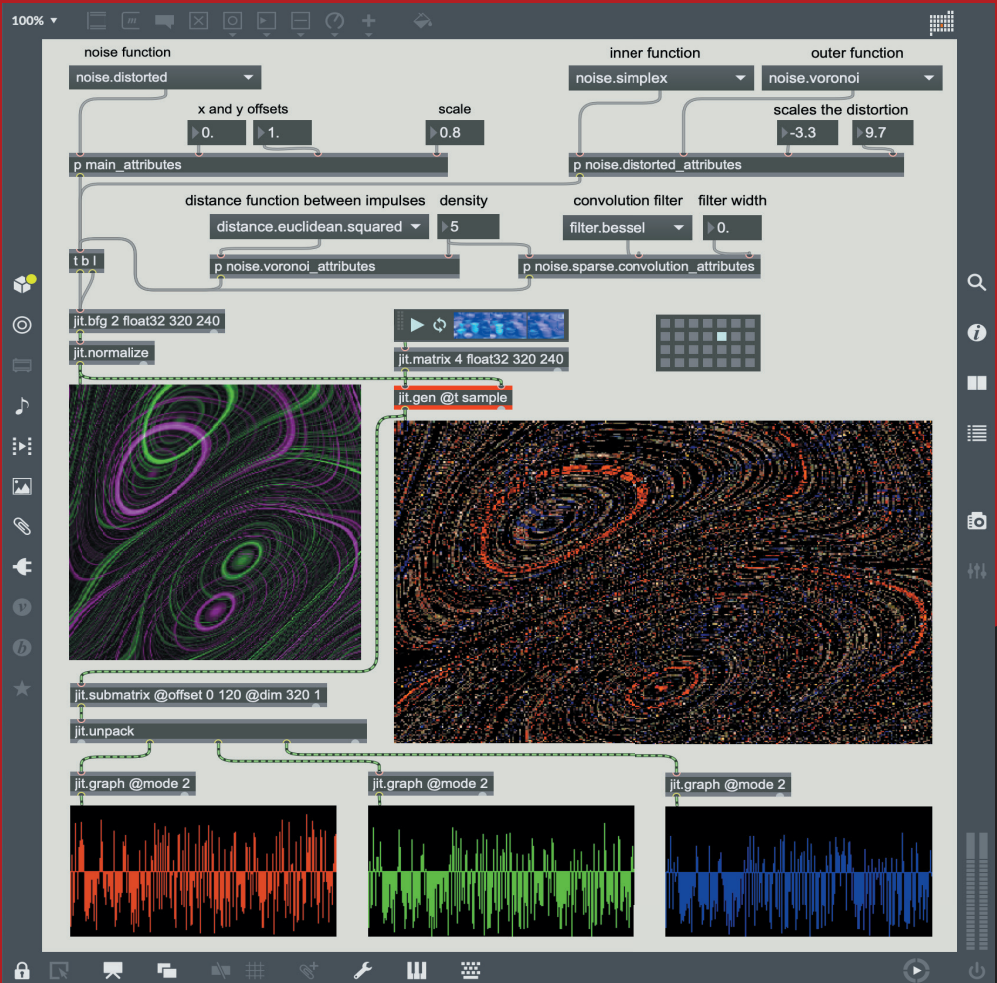 100%
noise function
inner function
outer function
noise.distorted
noise.simplex
noise.voronoi
x and y offsets
scale
scales the distortion
0.
1.
0.8
-3.3
9.7
p main_attributes
p noise.distorted_attributes
distance function between impulses
density
convolution filter
filter width
distance.euclidean.squared
5
filter.bessel
0.
t b l
p noise.voronoi_attributes
p noise.sparse.convolution_attributes
jit.bfg 2 float32 320 240
jit.normalize
jit.matrix 4 float32 320 240
jit.gen @t sample
jit.submatrix @offset 0 120 @dim 320 1
jit.unpack
jit.graph @mode 2
jit.graph @mode 2
jit.graph @mode 2